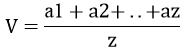 V = a1 + a2+ . . +az
z